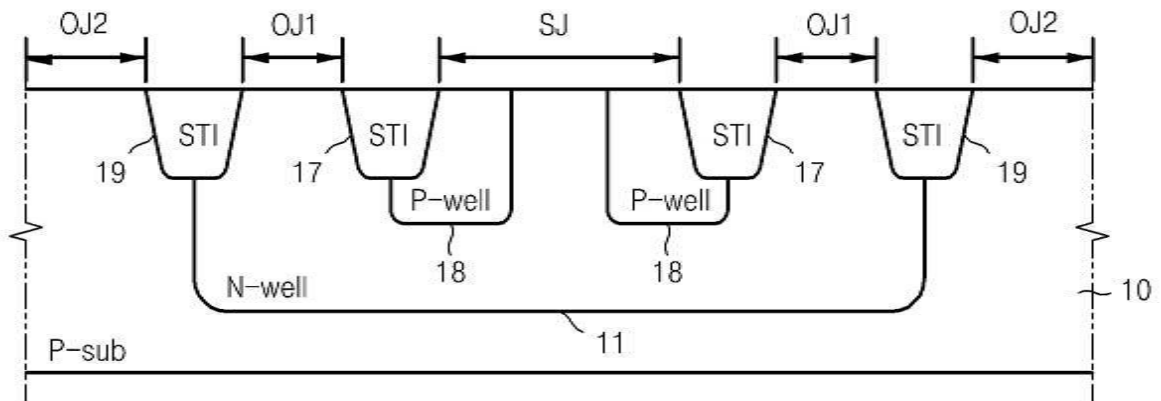 OJ2 OJ1 SJ OJ1 OJ2
STI STI STI STI
19 17 17 19
P-well P-well
18 18
N-well 10
11
P-sub